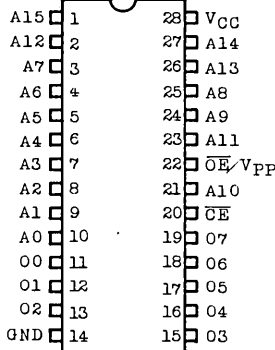 A15 1 28 VCC
A12 2 27 A14
A7 3 26 A13
A6 4 25 A8
A5 5 24 A9
A4 6 23 A11
A3 7 22 O̅E̅/VPP
A2 8 21 A10
A1 9 20 C̅E̅
A0 10 19 O7
O0 11 18 O6
O1 12 17 O5
O2 13 16 O4
GND 14 15 O3